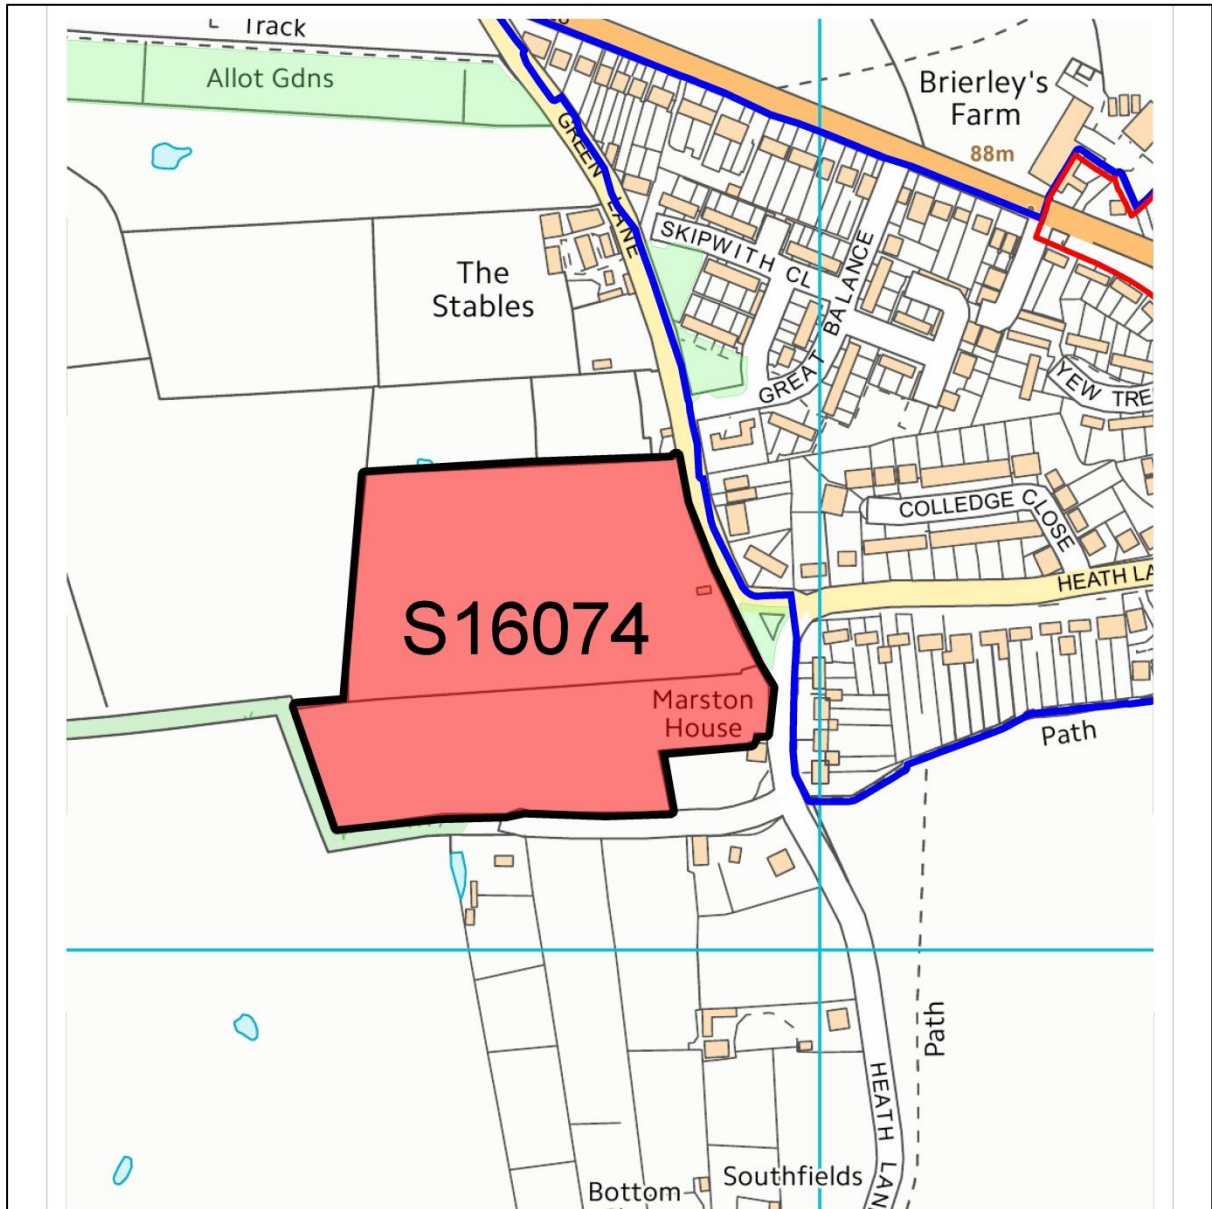 Track
Allot Gdns
Brierley's
Farm
88m
GREEN LANE
SKIPWITH CL
The
Stables
GREAT BALANCE
YEW TRE
COLLEDGE CLOSE
HEATH LA
S16074
Marston
House
Path
Path
HEATH LAN
Southfields
Bottom